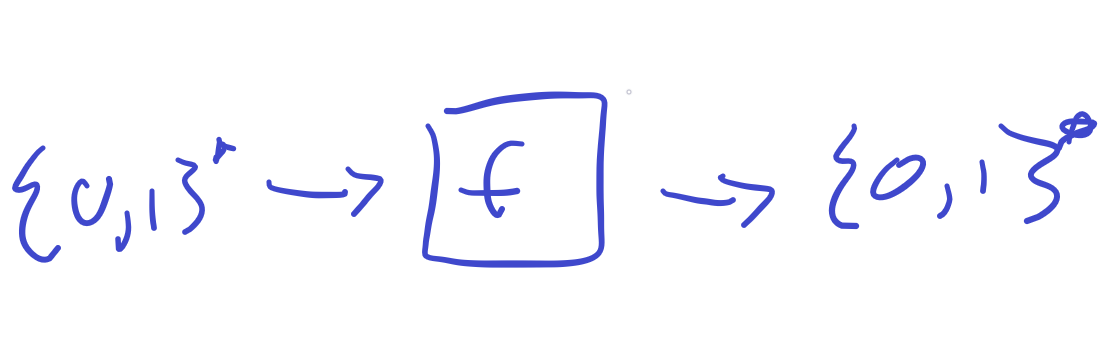 {0,1}* → f → {0,1}*